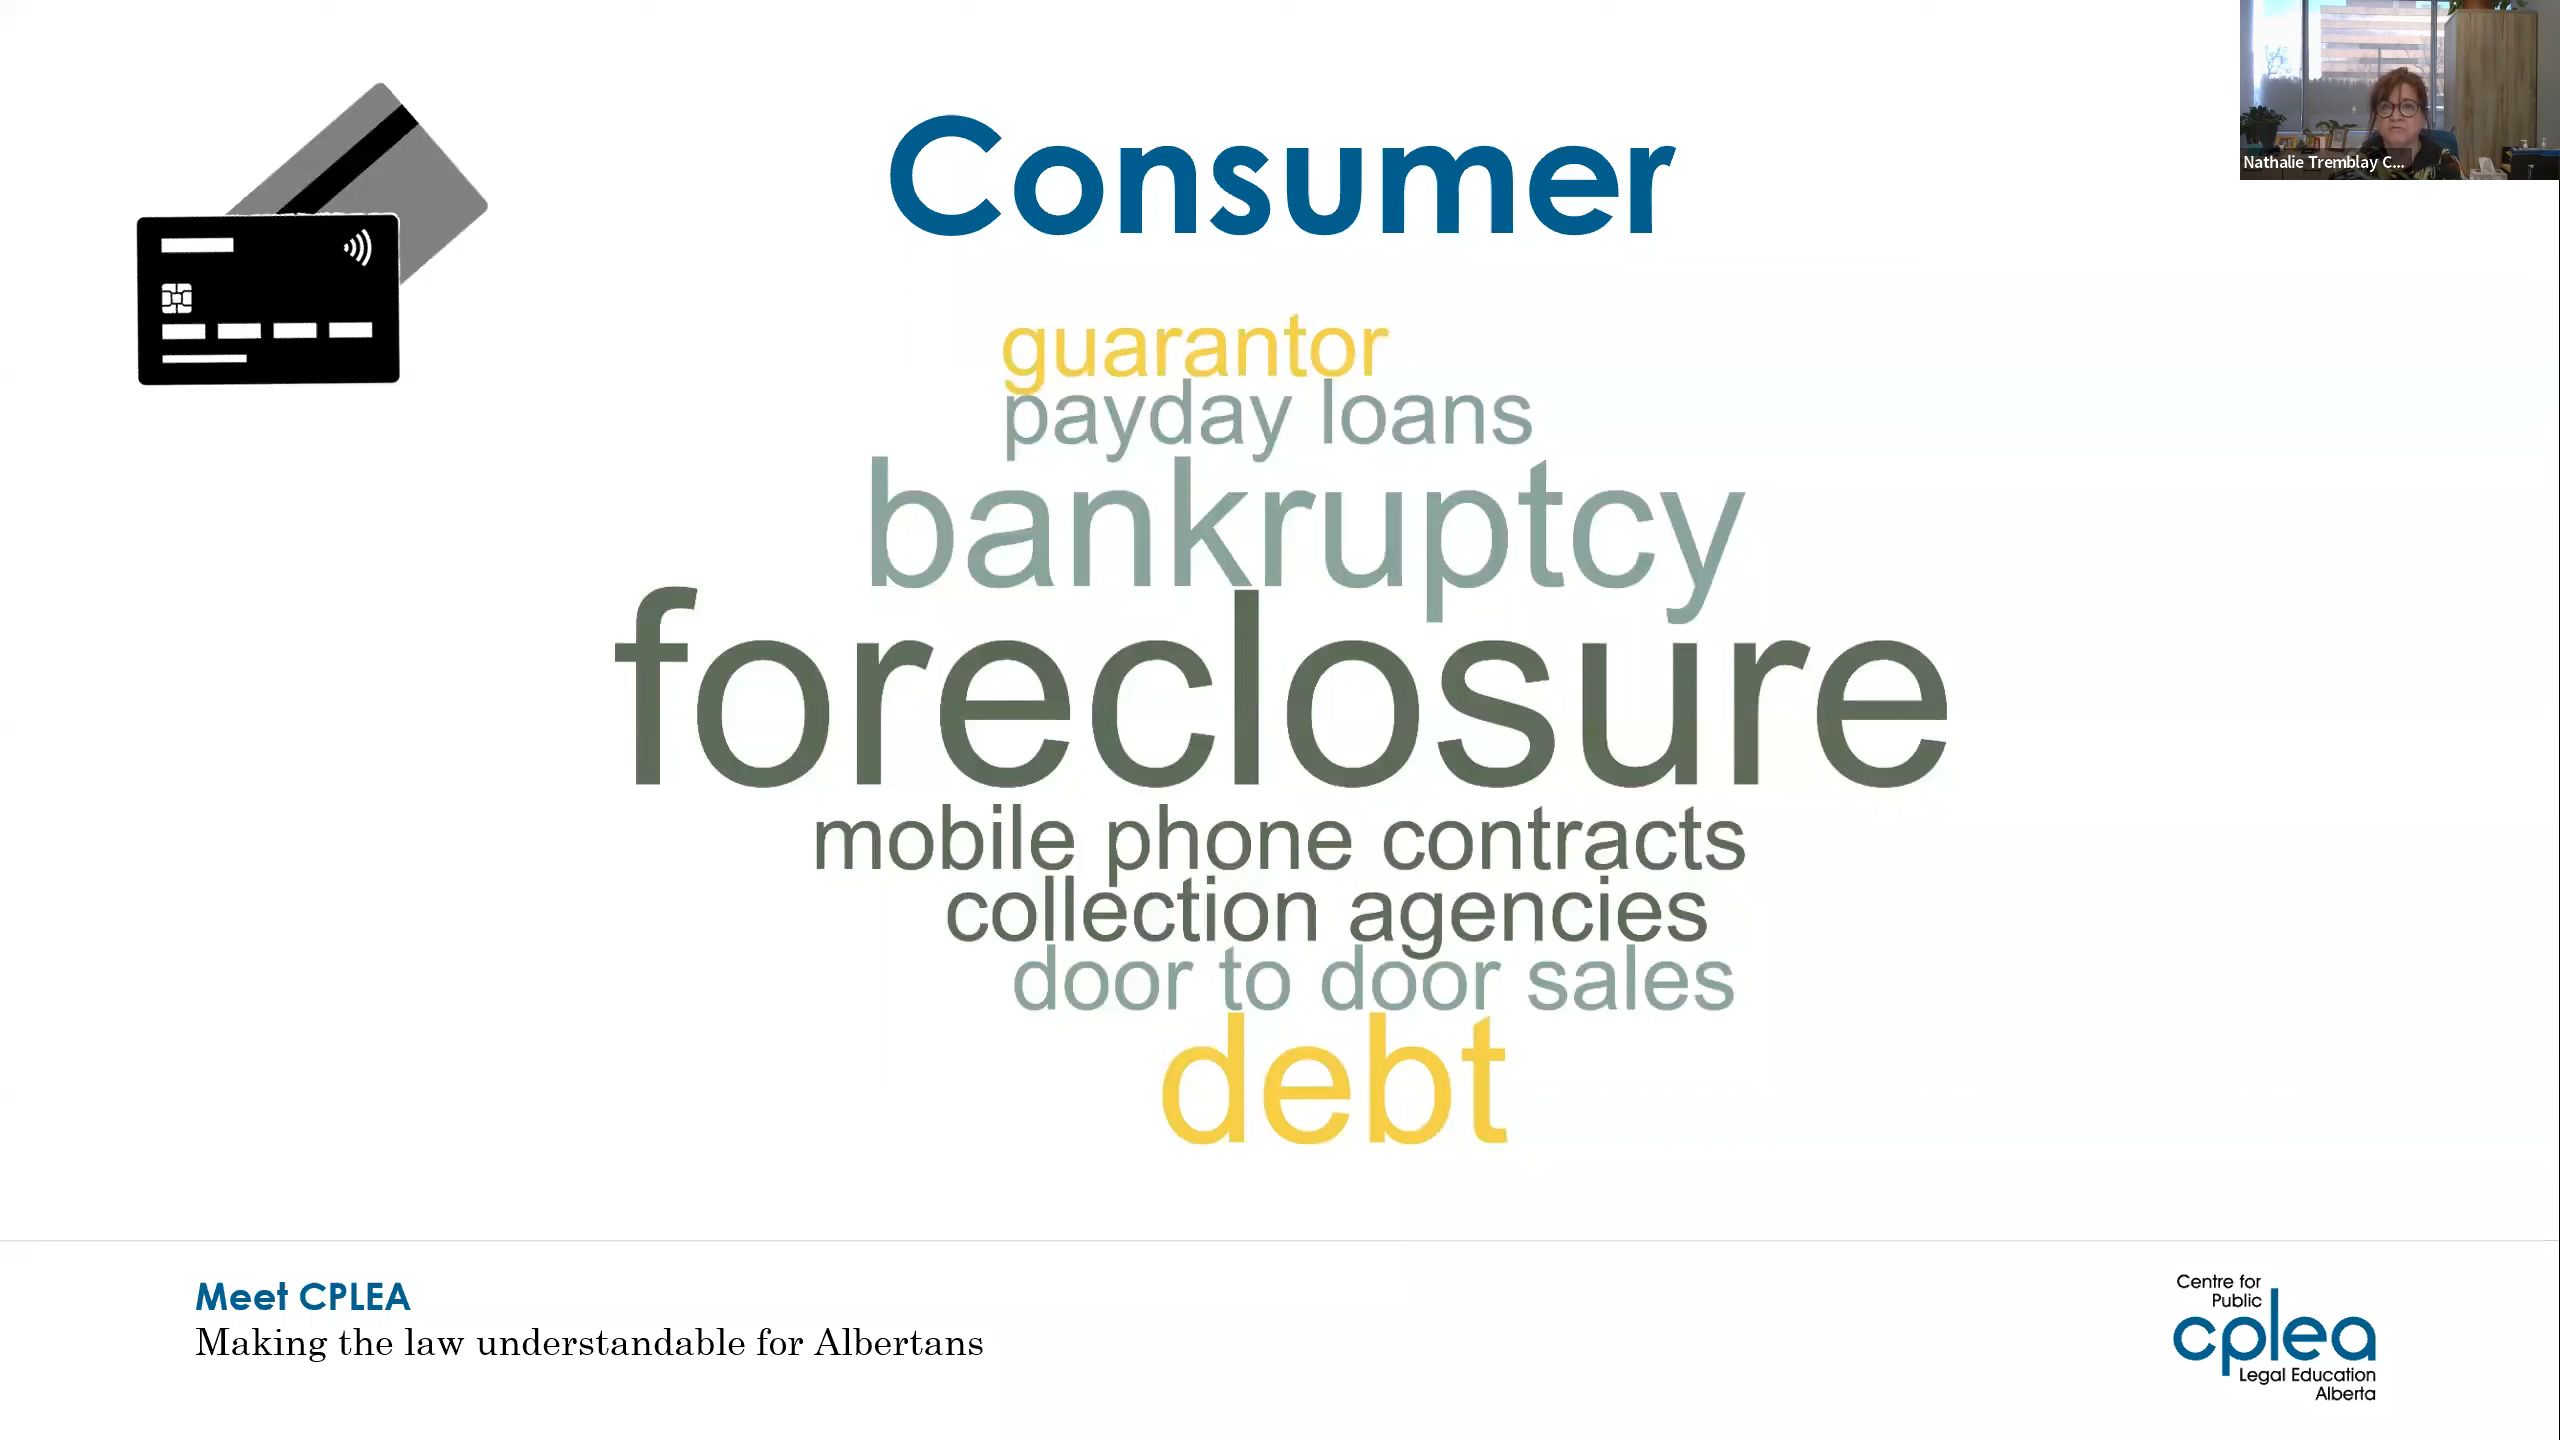 Consumer
Nathalie Tremblay C...
guarantor
payday loans
bankruptcy
foreclosure
mobile phone contracts
collection agencies
door to door sales
debt
Meet CPLEA
Making the law understandable for Albertans
Centre for
Public
cplea
Legal Education
Alberta